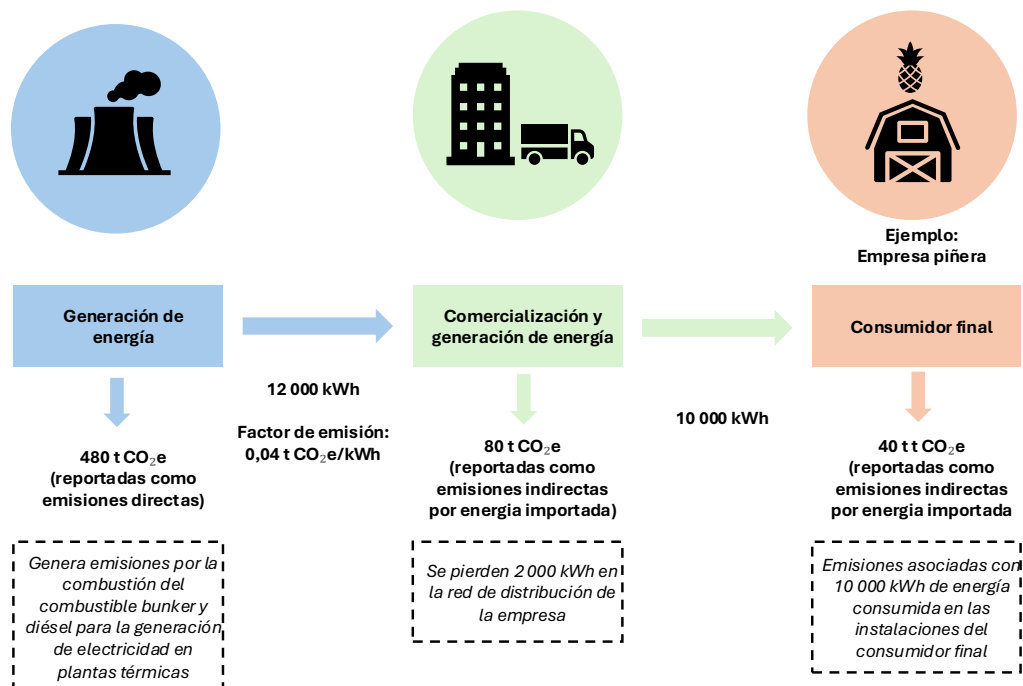 Ejemplo:
Empresa piñera
Generación de
energía
Comercialización y
generación de energía
Consumidor final
12 000 kWh
Factor de emisión:
0,04 t CO₂e/kWh
10 000 kWh
480 t CO₂e
(reportadas como
emisiones directas)
80 t CO₂e
(reportadas como
emisiones indirectas
por energia importada)
40 t t CO₂e
(reportadas como
emisiones indirectas
por energia importada
Genera emisiones por la
combustión del
combustible bunker y
diésel para la generación
de electricidad en
plantas térmicas
Se pierden 2 000 kWh en
la red de distribución de
la empresa
Emisiones asociadas con
10 000 kWh de energía
consumida en las
instalaciones del
consumidor final